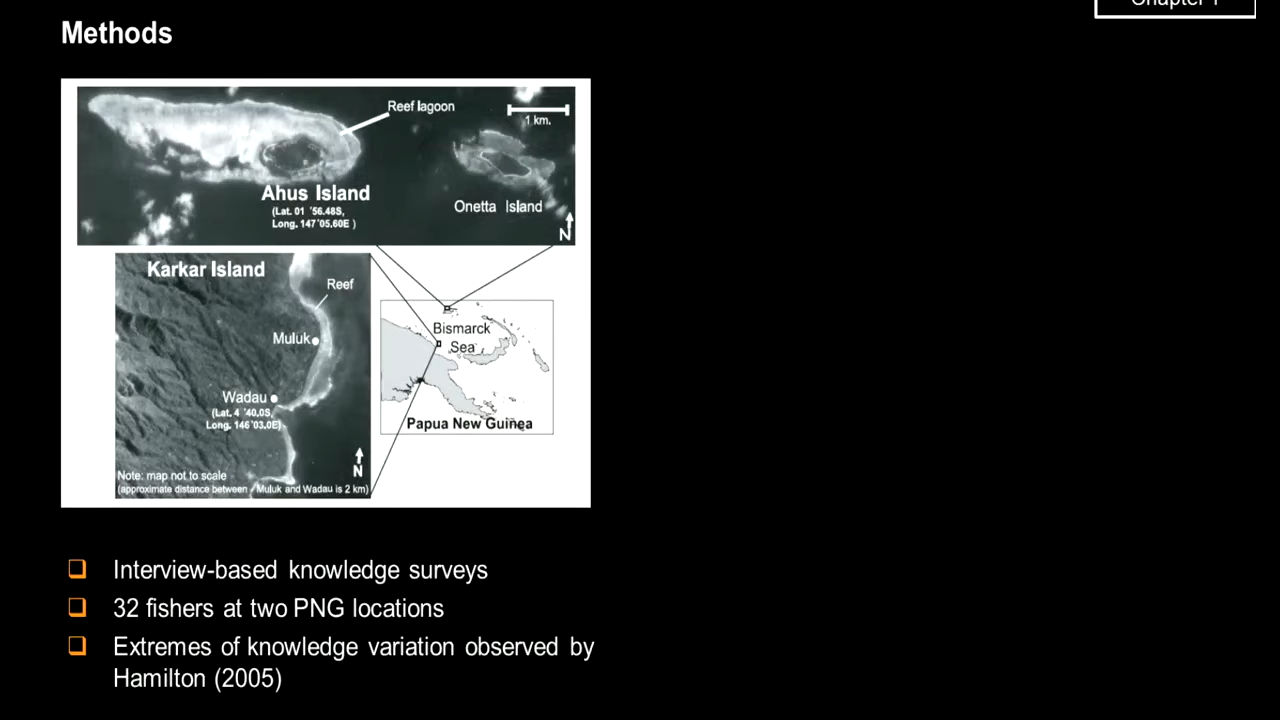 Chapter 1
Methods
Reef lagoon
1 km.
Ahus Island
(Lat. 01 ˚56.48S,
Long. 147˚05.60E )
Onetta Island
N
Karkar Island
Reef
Muluk
Wadau
(Lat. 4 ˚40.0S,
Long. 146˚03.0E)
N
Note: map not to scale
(approximate distance between Muluk and Wadau is 2 km)
Bismarck
Sea
Papua New Guinea
Interview-based knowledge surveys
32 fishers at two PNG locations
Extremes of knowledge variation observed by
Hamilton (2005)